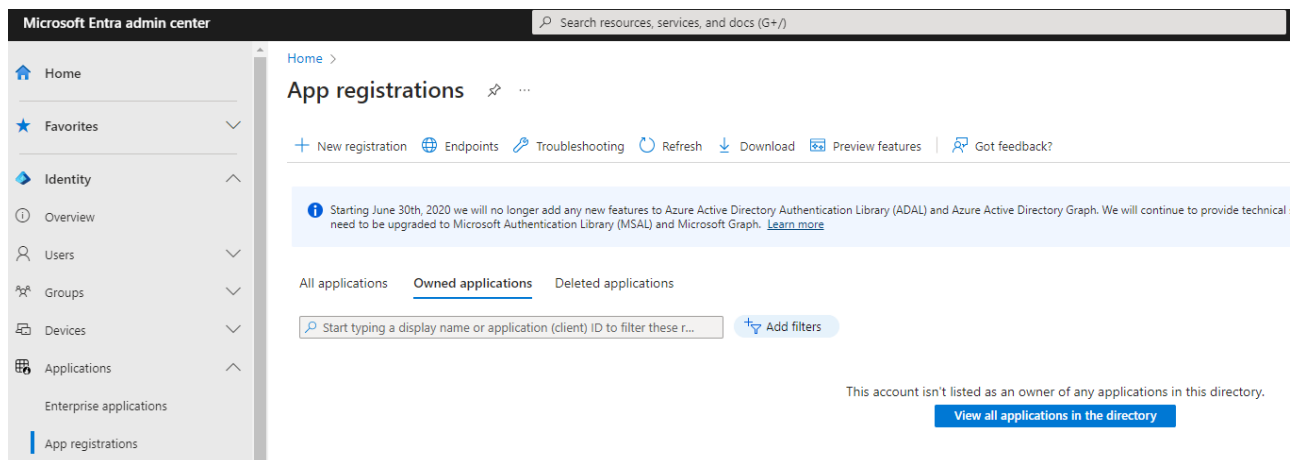 Microsoft Entra admin center
Search resources, services, and docs (G+/)
Home
Favorites
Identity
Overview
Users
Groups
Devices
Applications
Enterprise applications
App registrations
Home >
App registrations
...
New registration
Endpoints
Troubleshooting
Refresh
Download
Preview features
Got feedback?
Starting June 30th, 2020 we will no longer add any new features to Azure Active Directory Authentication Library (ADAL) and Azure Active Directory Graph. We will continue to provide technical
need to be upgraded to Microsoft Authentication Library (MSAL) and Microsoft Graph. Learn more
All applications
Owned applications
Deleted applications
Start typing a display name or application (client) ID to filter these r...
Add filters
This account isn't listed as an owner of any applications in this directory.
View all applications in the directory